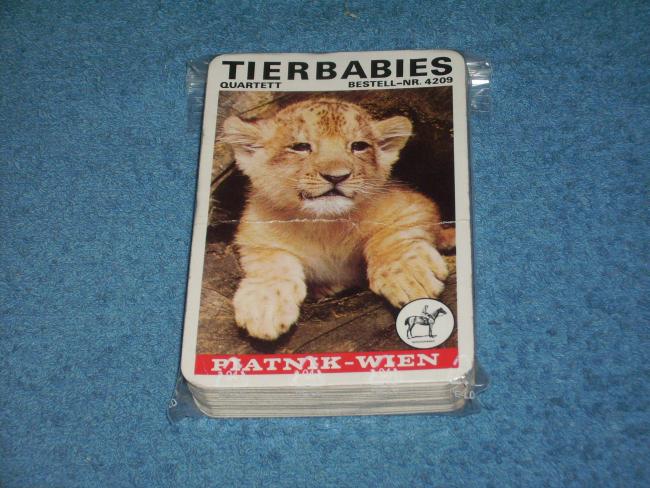 TIERBABIES
QUARTETT BESTELL-NR. 4209
PIATNIK-WIEN